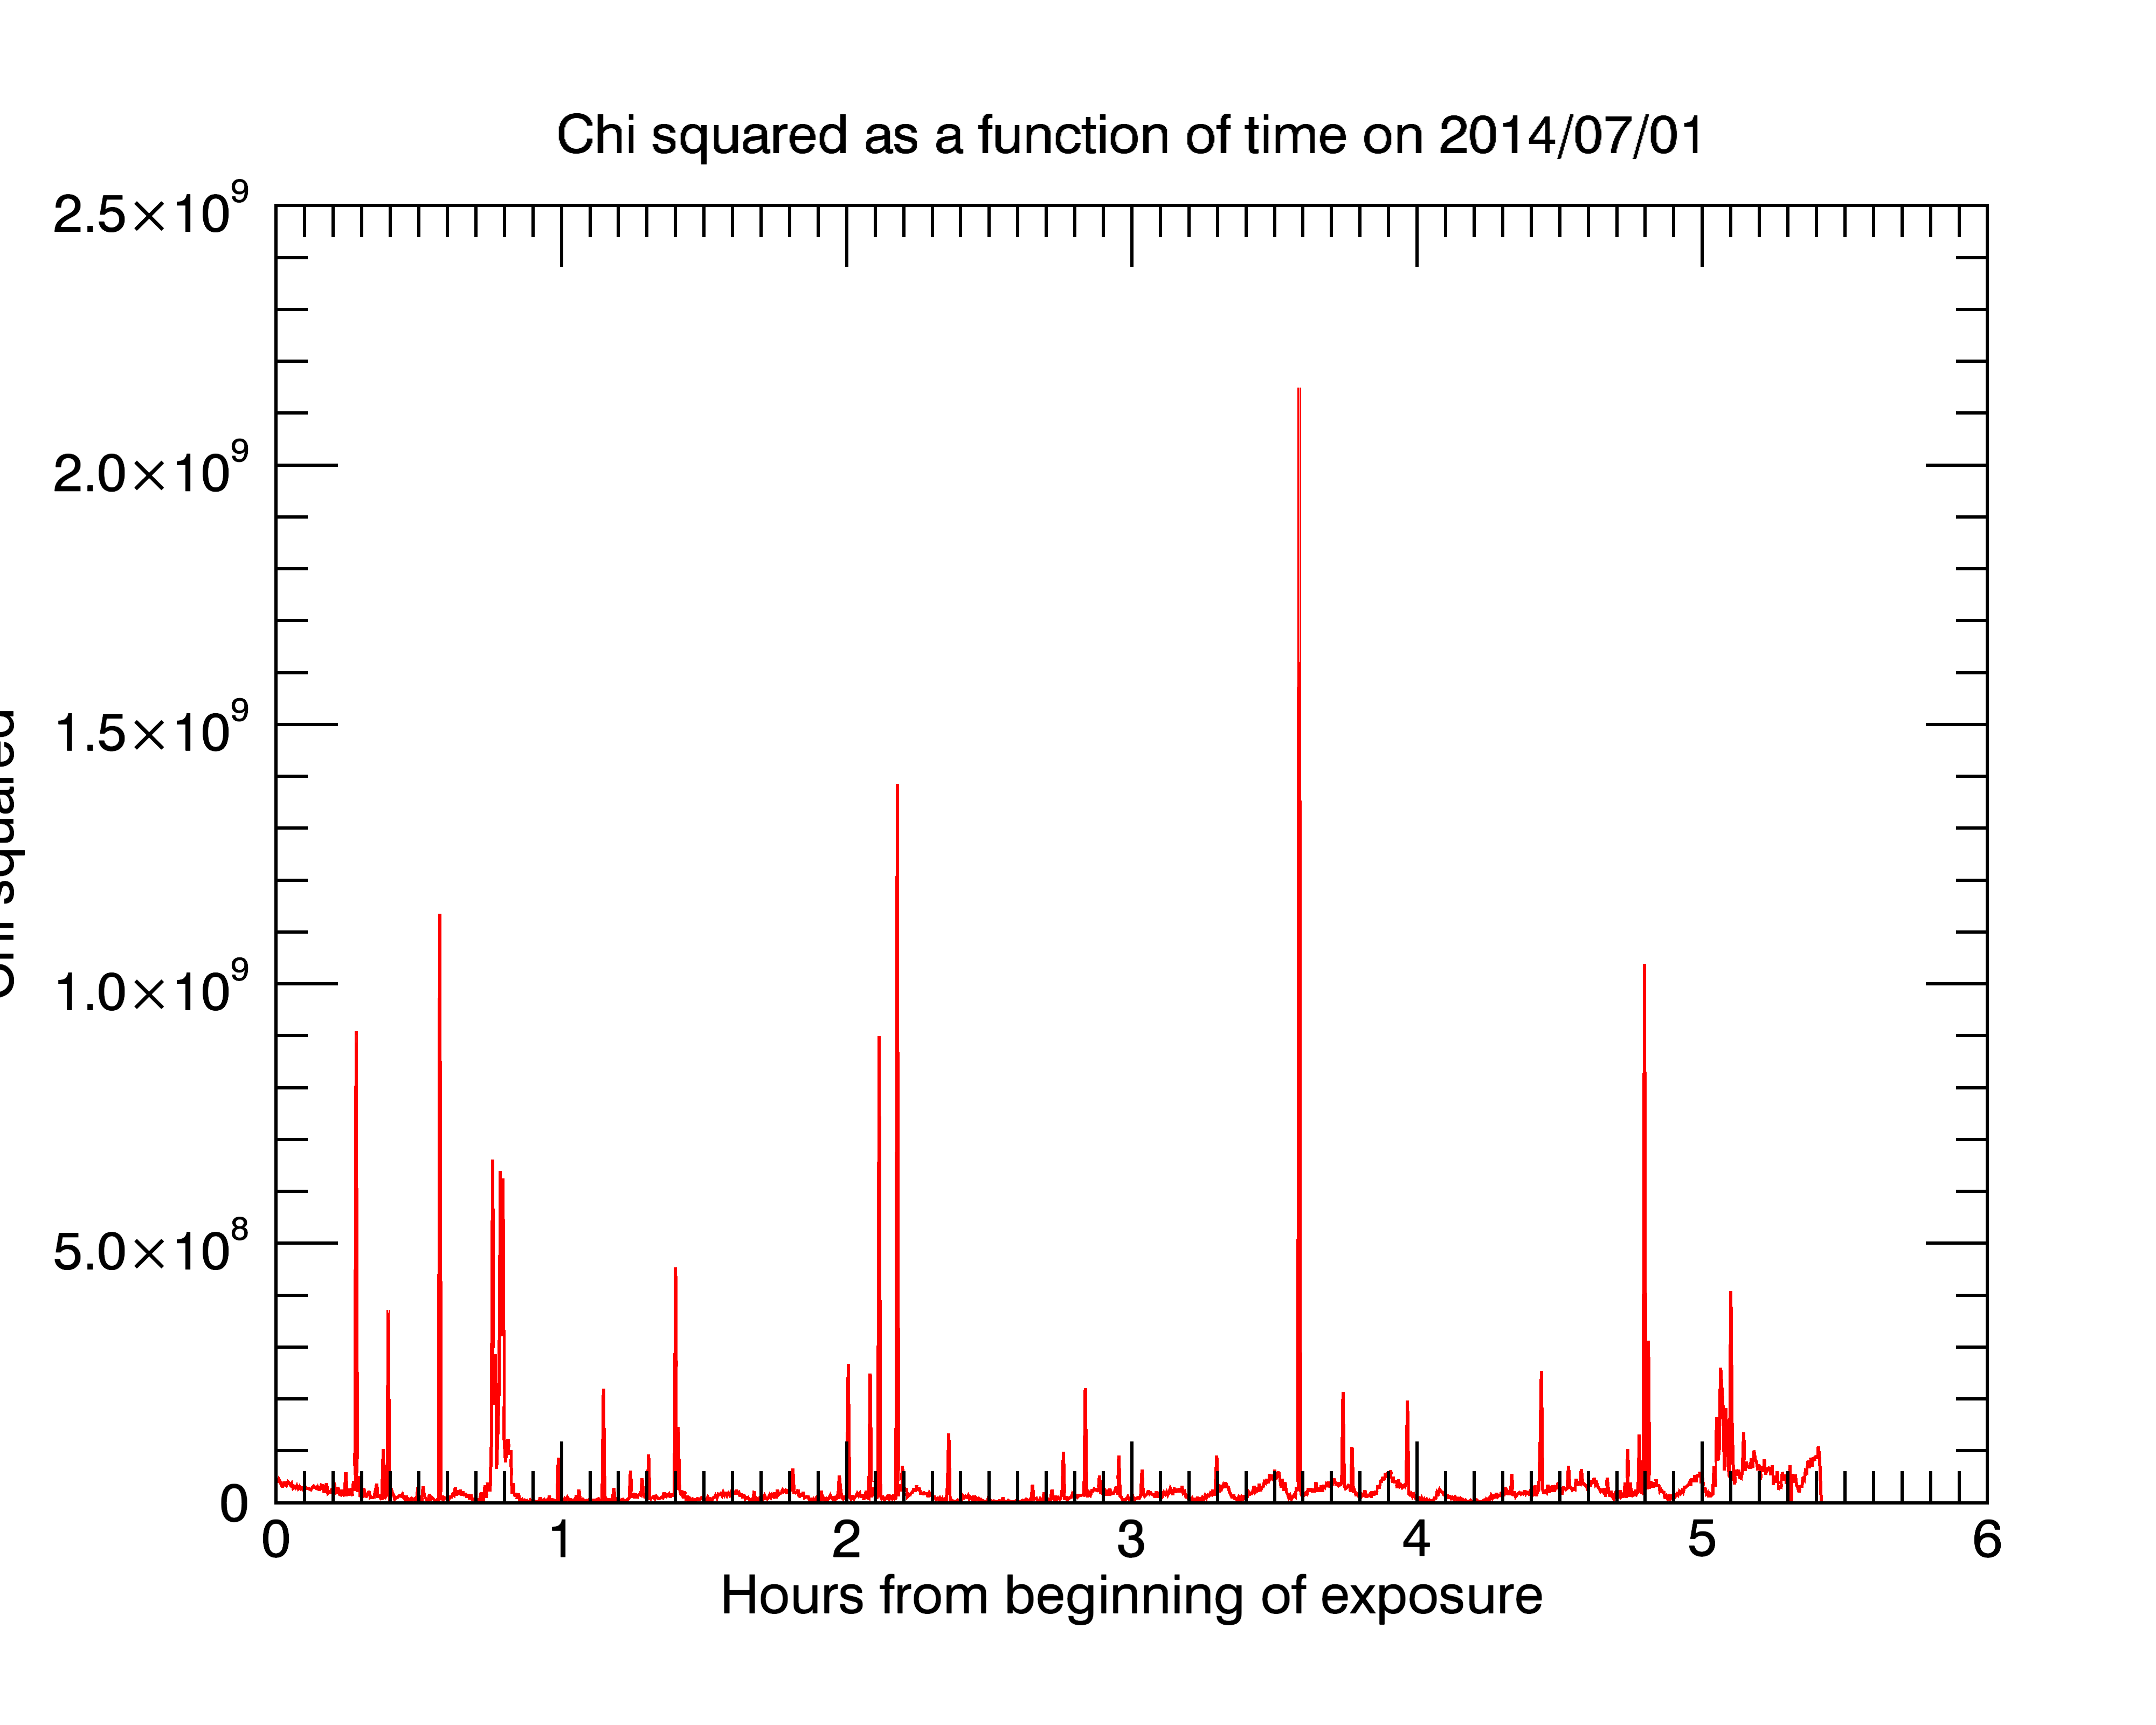 Chi squared as a function of time on 2014/07/01
2.5×10⁹
2.0×10⁹
1.5×10⁹
1.0×10⁹
5.0×10⁸
0
squared
0 1 2 3 4 5 6
Hours from beginning of exposure